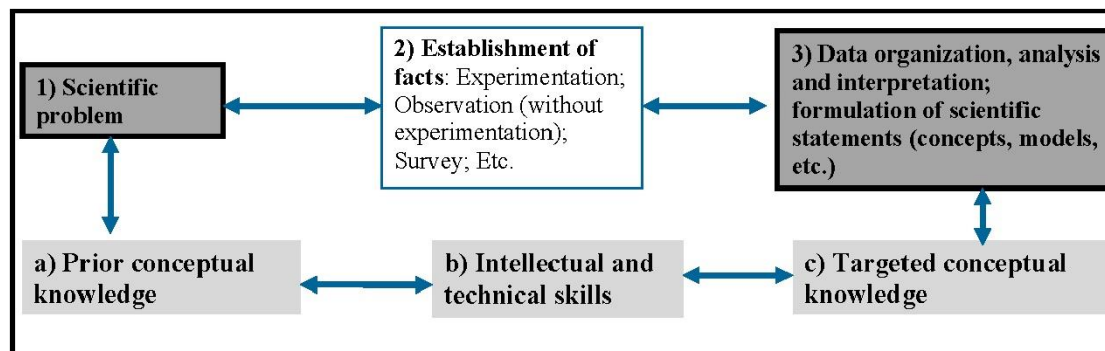 1) Scientific
problem
2) Establishment of
facts: Experimentation;
Observation (without
experimentation);
Survey; Etc.
3) Data organization, analysis
and interpretation;
formulation of scientific
statements (concepts, models,
etc.)
a) Prior conceptual
knowledge
b) Intellectual and
technical skills
c) Targeted conceptual
knowledge